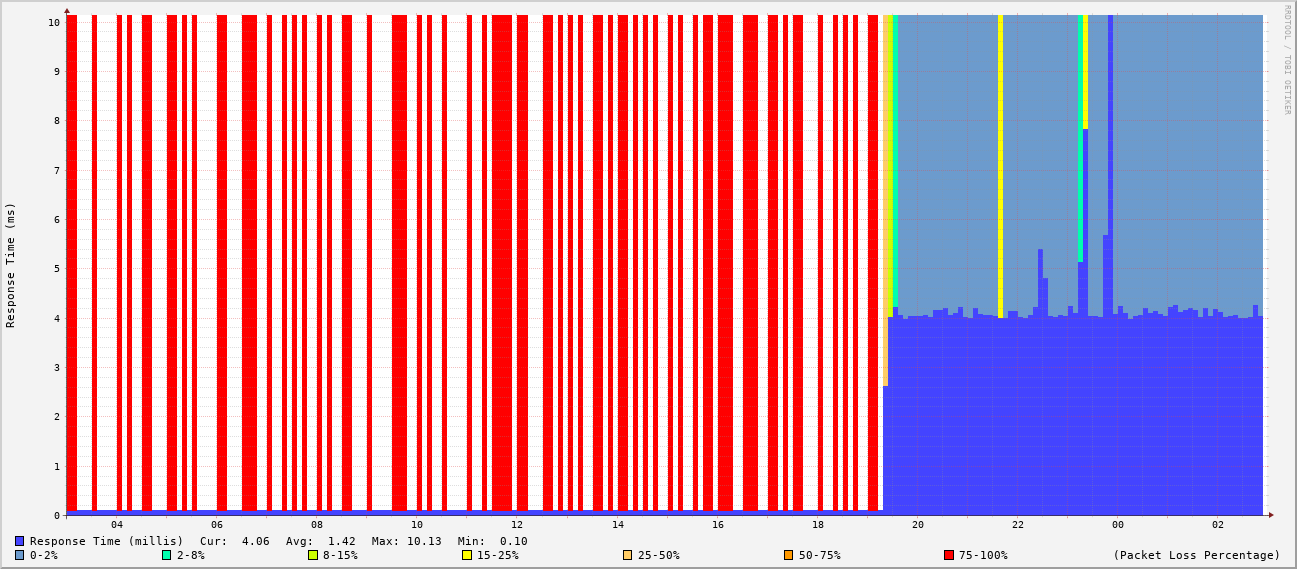 RRDTOOL / TOBI OETIKER
Response Time (ms)
10
9
8
7
6
5
4
3
2
1
0
04 06 08 10 12 14 16 18 20 22 00 02
Response Time (millis) Cur: 4.06 Avg: 1.42 Max: 10.13 Min: 0.10
0-2% 2-8% 8-15% 15-25% 25-50% 50-75% 75-100% (Packet Loss Percentage)